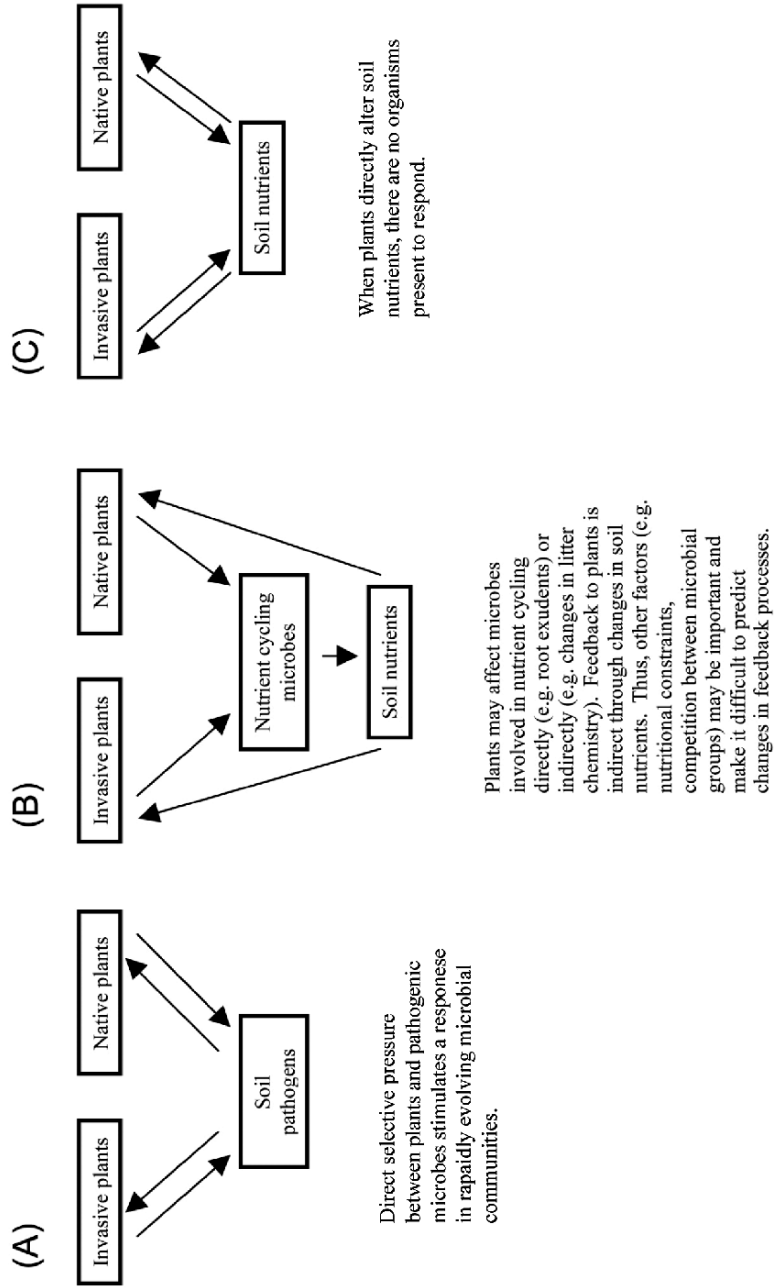 (A)
Invasive plants
Native plants
Soil
pathogens
Direct selective pressure
between plants and pathogenic
microbes stimulates a responese
in rapaidly evolving microbial
communities.
(B)
Invasive plants
Native plants
Nutrient cycling
microbes
Soil nutrients
Plants may affect microbes
involved in nutrient cycling
directly (e.g. root exudents) or
indirectly (e.g. changes in litter
chemistry). Feedback to plants is
indirect through changes in soil
nutrients. Thus, other factors (e.g.
nutritional constraints,
competition between microbial
groups) may be important and
make it difficult to predict
changes in feedback processes.
(C)
Invasive plants
Native plants
Soil nutrients
When plants directly alter soil
nutrients, there are no organisms
present to respond.